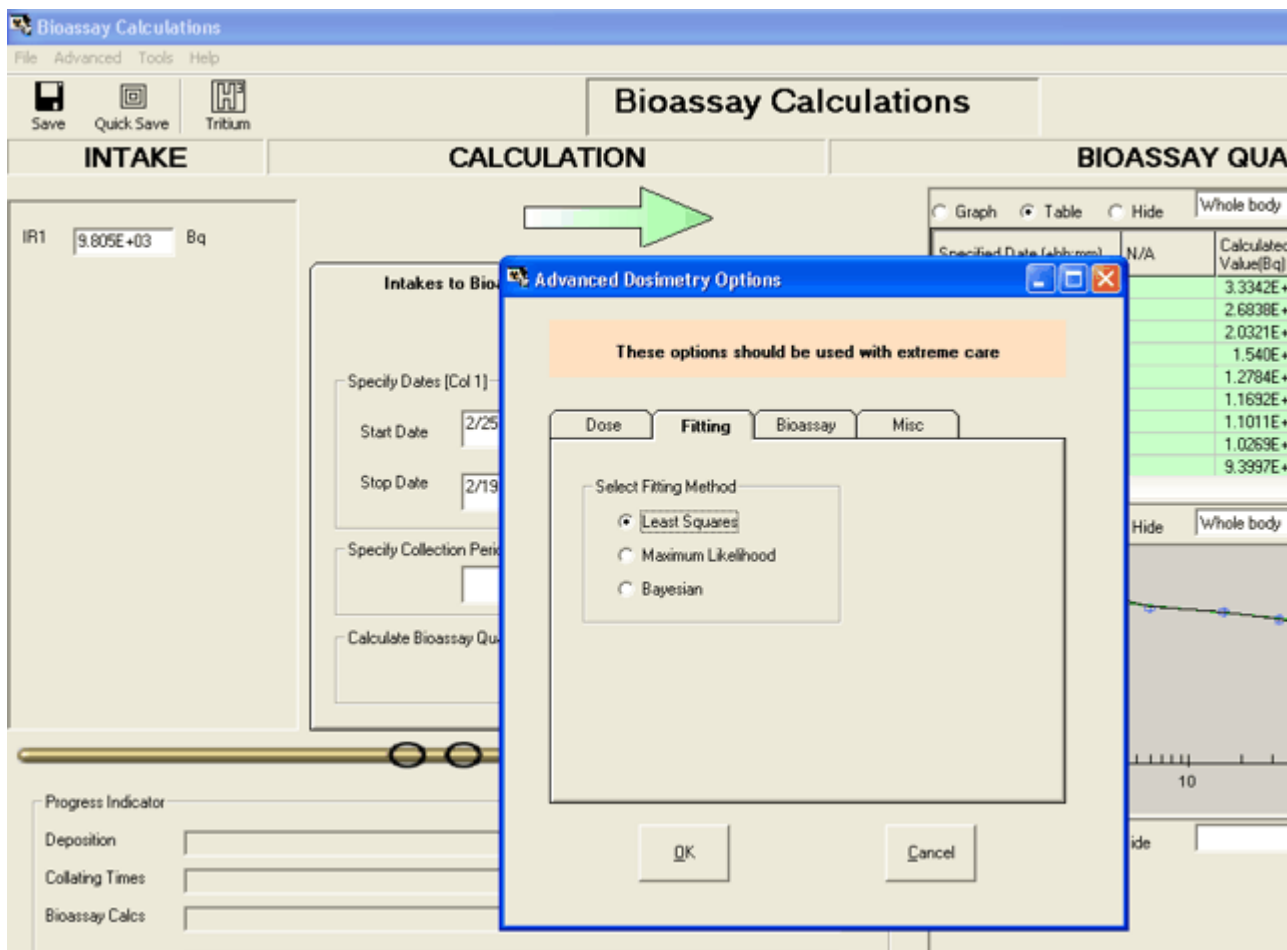 Bioassay Calculations
File Advanced Tools Help
Save Quick Save Tritium
Bioassay Calculations
INTAKE CALCULATION BIOASSAY QUA
IR1 9.805E+03 Bq
Graph Table Hide Whole body
Specified Date (+hh:mm) N/A Calculated Value(Bq)
3.3342E+
2.6838E+
2.0321E+
1.540E+
1.2784E+
1.1692E+
1.1011E+
1.0269E+
9.3997E+
Intakes to Bio
Specify Dates [Col 1]
Start Date 2/25
Stop Date 2/19
Specify Collection Peri
Calculate Bioassay Qu
Advanced Dosimetry Options
These options should be used with extreme care
Dose Fitting Bioassay Misc
Select Fitting Method
Least Squares
Maximum Likelihood
Bayesian
OK Cancel
Hide Whole body
10
ide
Progress Indicator
Deposition
Collating Times
Bioassay Calcs